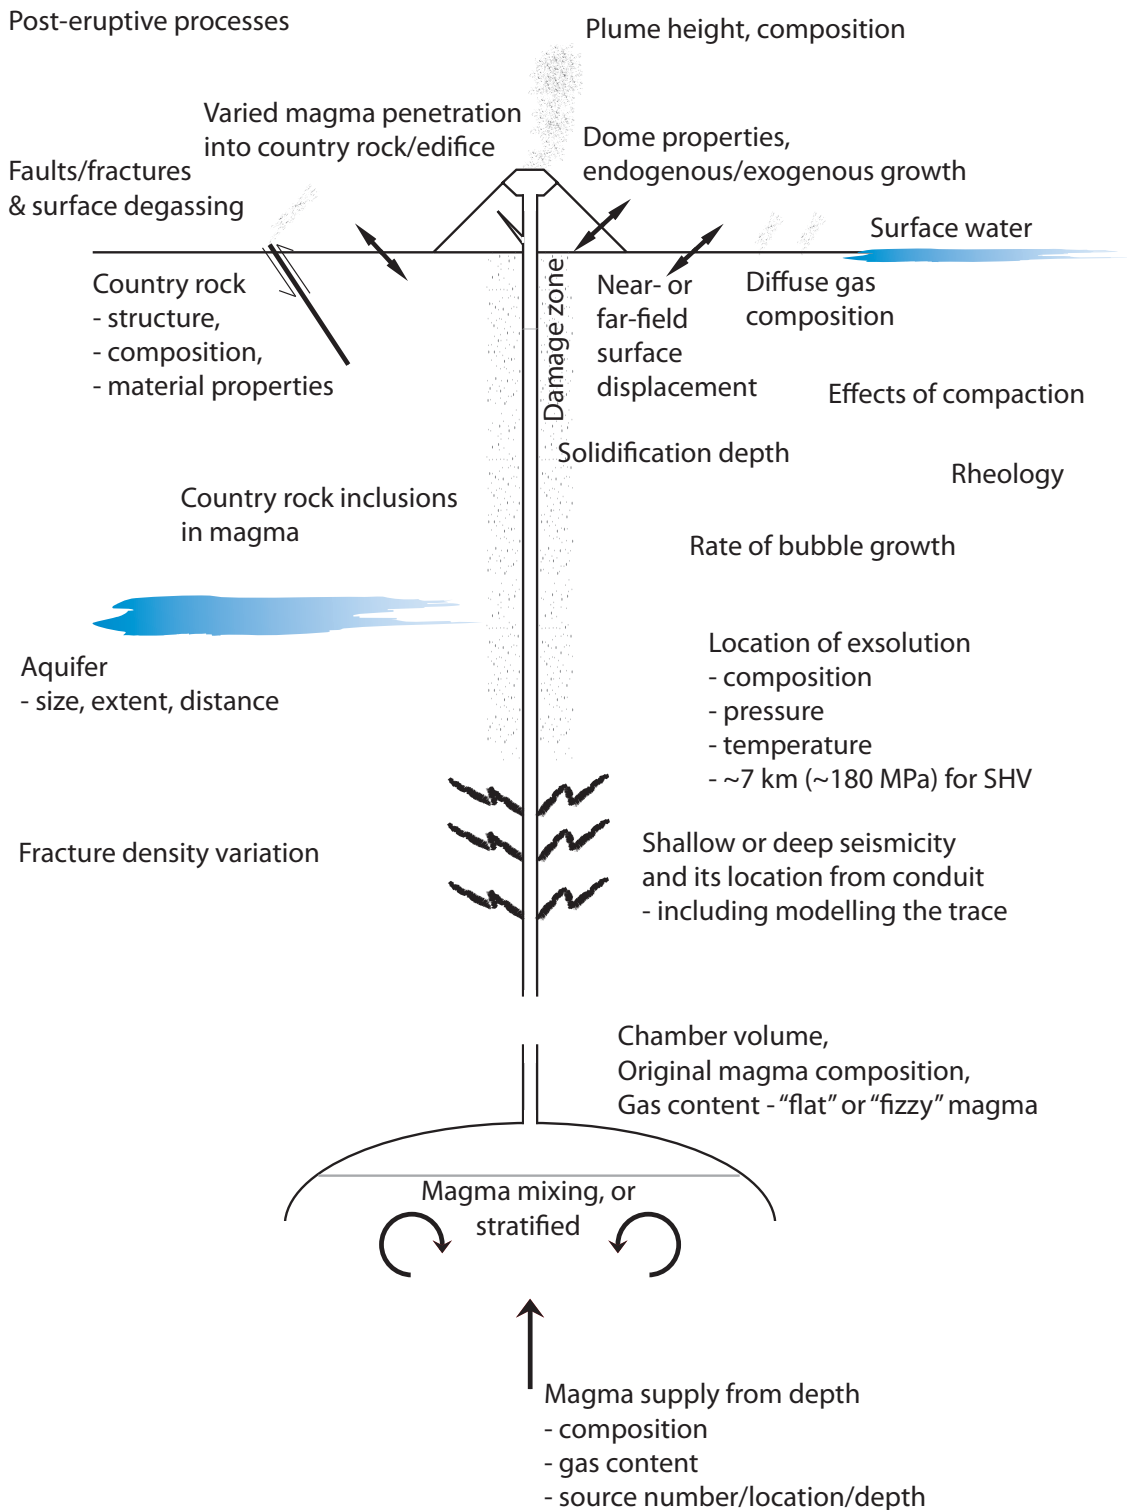 Post-eruptive processes
Plume height, composition
Varied magma penetration
into country rock/edifice
Dome properties,
endogenous/exogenous growth
Faults/fractures
& surface degassing
Surface water
Country rock
- structure,
- composition,
- material properties
Damage zone
Near- or
far-field
surface
displacement
Diffuse gas
composition
Effects of compaction
Solidification depth
Rheology
Country rock inclusions
in magma
Rate of bubble growth
Aquifer
- size, extent, distance
Location of exsolution
- composition
- pressure
- temperature
- ~7 km (~180 MPa) for SHV
Fracture density variation
Shallow or deep seismicity
and its location from conduit
- including modelling the trace
Chamber volume,
Original magma composition,
Gas content - “flat” or “fizzy” magma
Magma mixing, or
stratified
Magma supply from depth
- composition
- gas content
- source number/location/depth